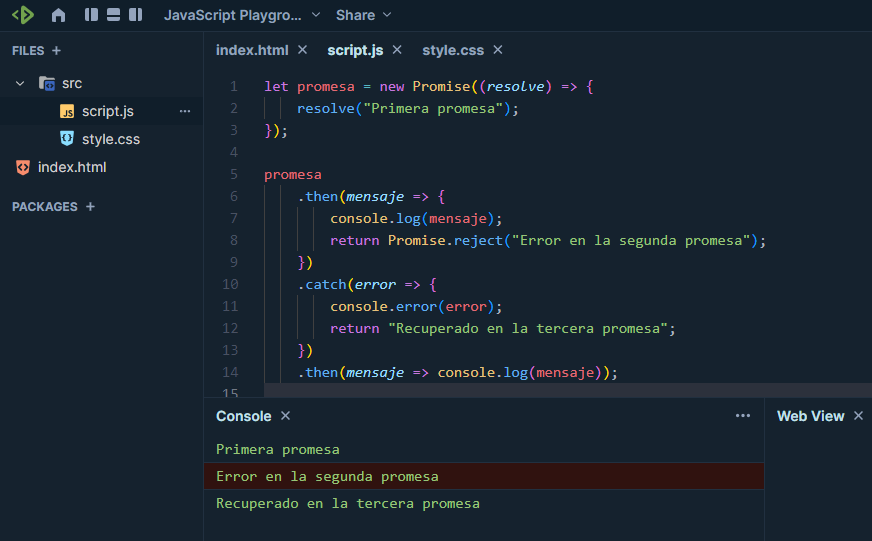 JavaScript Playgro... Share
FILES +
src
JS script.js ...
style.css
index.html
PACKAGES +
index.html × script.js × style.css ×
1 let promesa = new Promise((resolve) => {
2 resolve("Primera promesa");
3 });
4
5 promesa
6 .then(mensaje => {
7 console.log(mensaje);
8 return Promise.reject("Error en la segunda promesa");
9 })
10 .catch(error => {
11 console.error(error);
12 return "Recuperado en la tercera promesa";
13 })
14 .then(mensaje => console.log(mensaje));
15
Console × ...
Primera promesa
Error en la segunda promesa
Recuperado en la tercera promesa
Web View ×